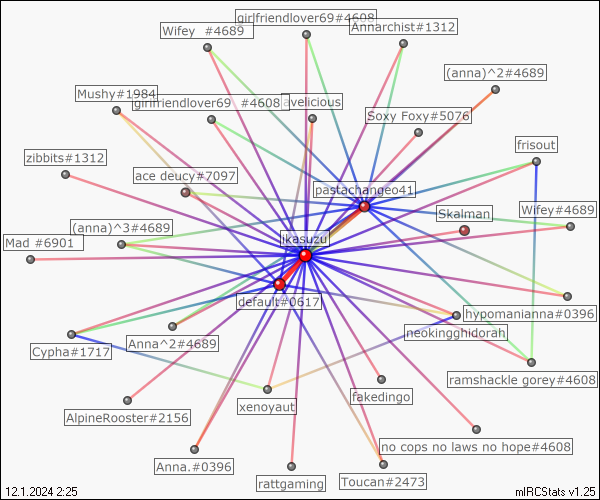 girlfriendlover69#4608
Annarchist#1312
Wifey  #4689
(anna)^2#4689
Mushy#1984
girlfriendlover69  #4608
avelicious
Soxy Foxy#5076
frisout
zibbits#1312
ace deucy#7097
pastachangeo41
Skalman
Wifey#4689
(anna)^3#4689
jkasuzu
Mad #6901
default#0617
hypomanianna#0396
neokingghidorah
Anna^2#4689
Cypha#1717
ramshackle gorey#4608
fakedingo
xenoyaut
AlpineRooster#2156
no cops no laws no hope#4608
Anna.#0396
Toucan#2473
rattgaming
12.1.2024 2:25
mIRCStats v1.25